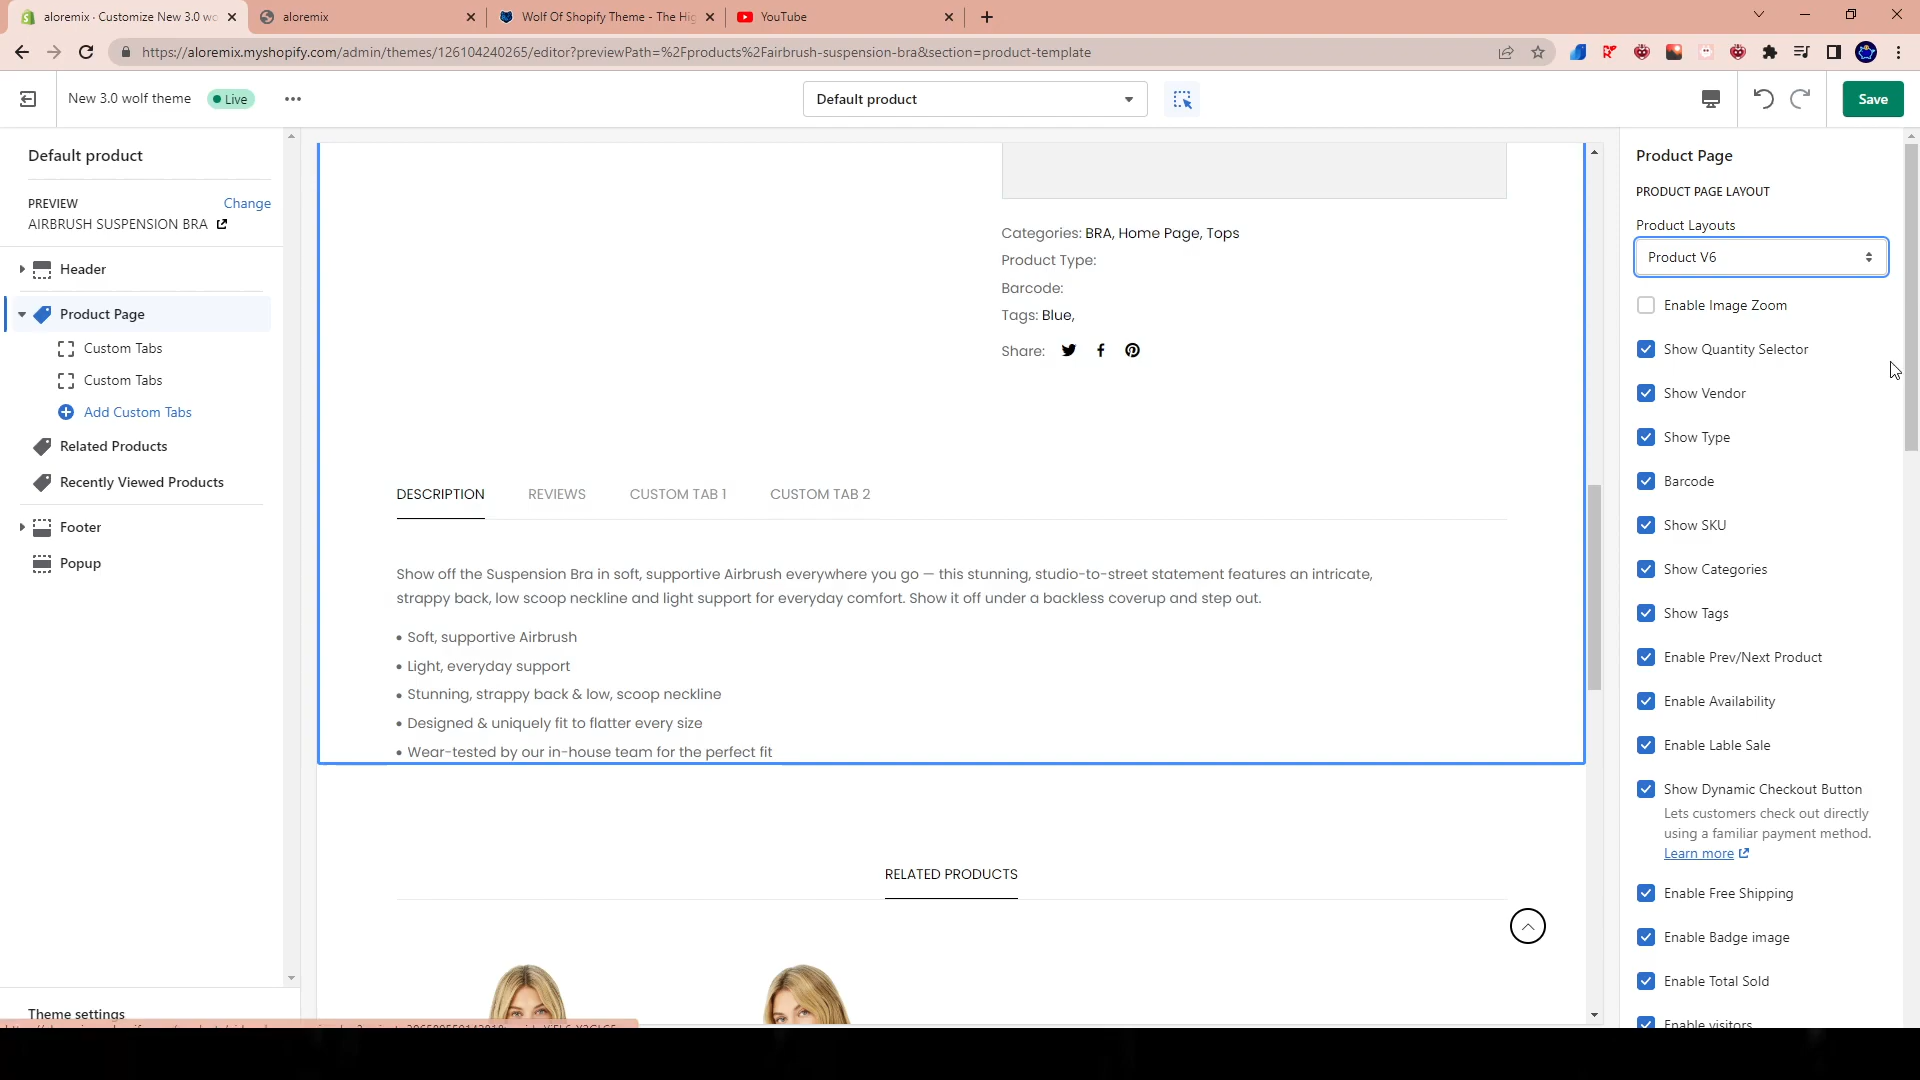 aloremix · Customize New 3.0 wo
aloremix
Wolf Of Shopify Theme - The Hig
YouTube
https://aloremix.myshopify.com/admin/themes/126104240265/editor?previewPath=%2Fproducts%2Fairbrush-suspension-bra&section=product-template
New 3.0 wolf theme
Live
Default product
Save
Default product
PREVIEW
Change
AIRBRUSH SUSPENSION BRA
Header
Product Page
Custom Tabs
Custom Tabs
Add Custom Tabs
Related Products
Recently Viewed Products
Footer
Popup
Theme settings
Categories: BRA, Home Page, Tops
Product Type:
Barcode:
Tags: Blue,
Share:
DESCRIPTION REVIEWS CUSTOM TAB 1 CUSTOM TAB 2
Show off the Suspension Bra in soft, supportive Airbrush everywhere you go — this stunning, studio-to-street statement features an intricate,
strappy back, low scoop neckline and light support for everyday comfort. Show it off under a backless coverup and step out.
• Soft, supportive Airbrush
• Light, everyday support
• Stunning, strappy back & low, scoop neckline
• Designed & uniquely fit to flatter every size
• Wear-tested by our in-house team for the perfect fit
RELATED PRODUCTS
Product Page
PRODUCT PAGE LAYOUT
Product Layouts
Product V6
Enable Image Zoom
Show Quantity Selector
Show Vendor
Show Type
Barcode
Show SKU
Show Categories
Show Tags
Enable Prev/Next Product
Enable Availability
Enable Lable Sale
Show Dynamic Checkout Button
Lets customers check out directly
using a familiar payment method.
Learn more
Enable Free Shipping
Enable Badge image
Enable Total Sold
Enable visitors